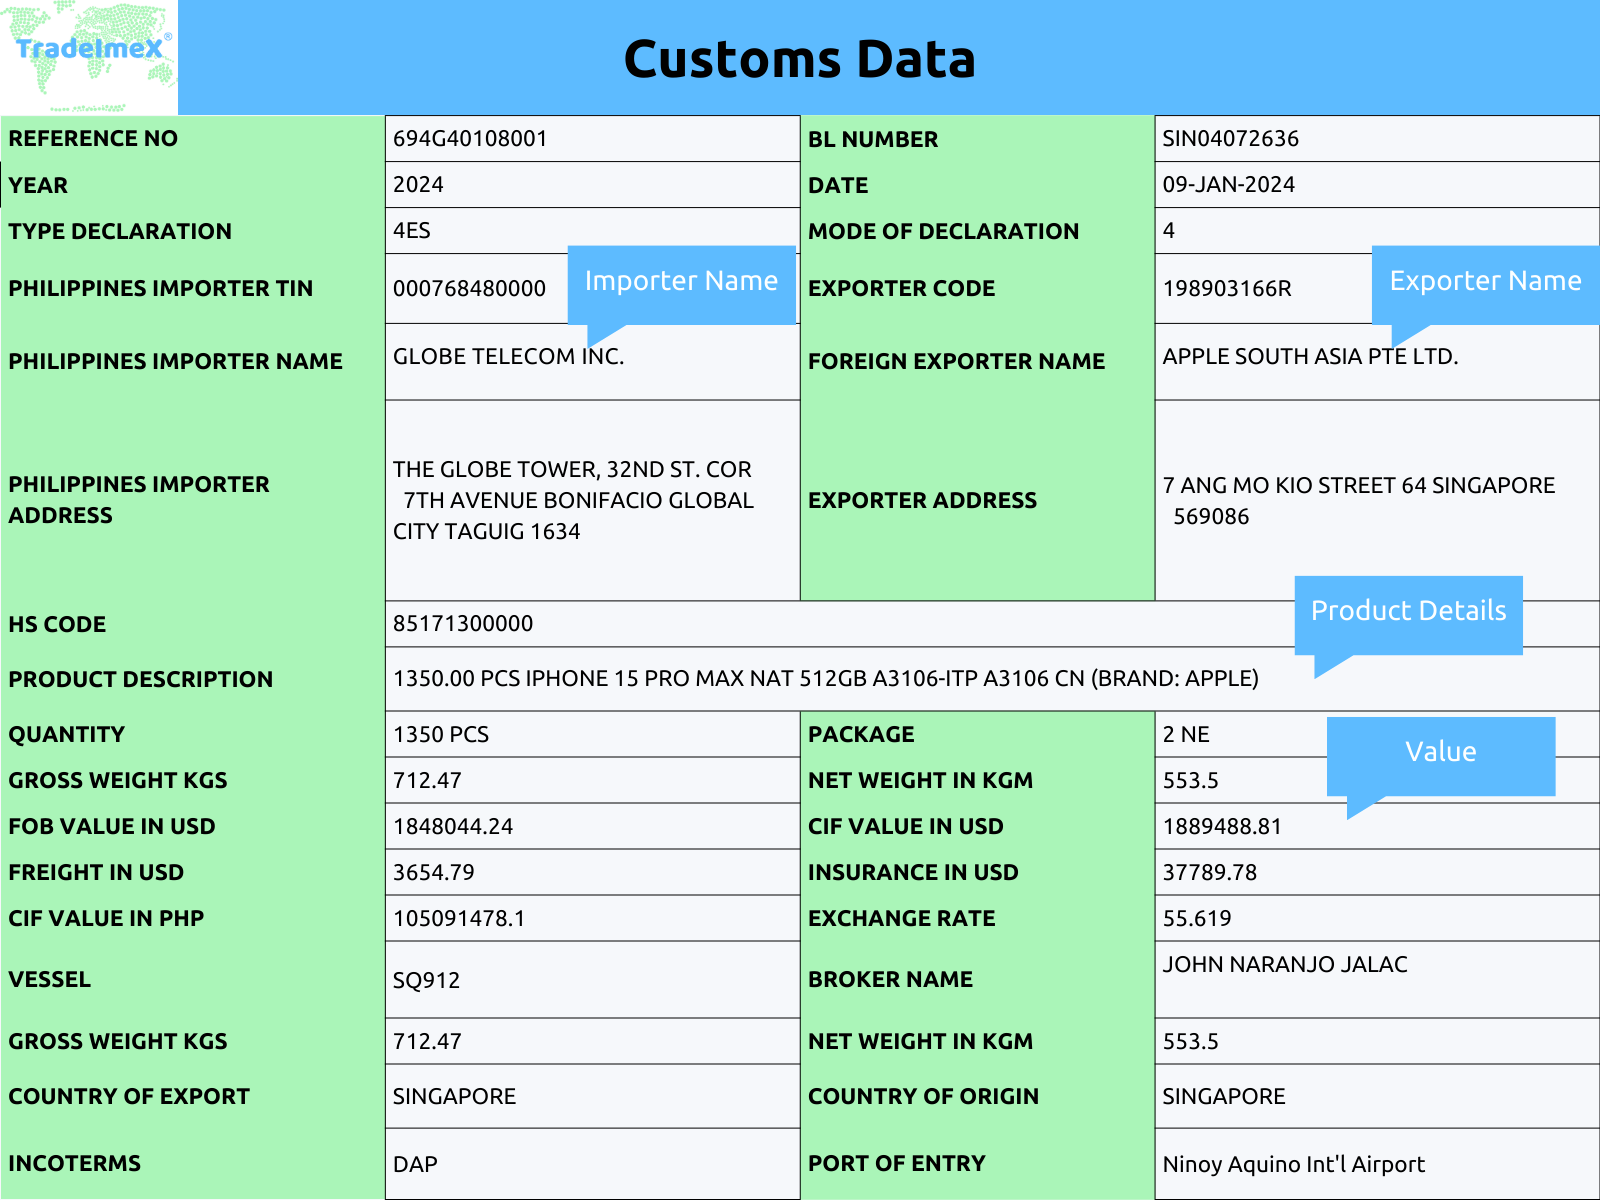 TradeImeX®
Customs Data
REFERENCE NO
694G40108001
BL NUMBER
SIN04072636
YEAR
2024
DATE
09-JAN-2024
TYPE DECLARATION
4ES
MODE OF DECLARATION
4
PHILIPPINES IMPORTER TIN
000768480000
Importer Name
EXPORTER CODE
198903166R
Exporter Name
PHILIPPINES IMPORTER NAME
GLOBE TELECOM INC.
FOREIGN EXPORTER NAME
APPLE SOUTH ASIA PTE LTD.
PHILIPPINES IMPORTER
ADDRESS
THE GLOBE TOWER, 32ND ST. COR
7TH AVENUE BONIFACIO GLOBAL
CITY TAGUIG 1634
EXPORTER ADDRESS
7 ANG MO KIO STREET 64 SINGAPORE
569086
HS CODE
85171300000
Product Details
PRODUCT DESCRIPTION
1350.00 PCS IPHONE 15 PRO MAX NAT 512GB A3106-ITP A3106 CN (BRAND: APPLE)
QUANTITY
1350 PCS
PACKAGE
2 NE
Value
GROSS WEIGHT KGS
712.47
NET WEIGHT IN KGM
553.5
FOB VALUE IN USD
1848044.24
CIF VALUE IN USD
1889488.81
FREIGHT IN USD
3654.79
INSURANCE IN USD
37789.78
CIF VALUE IN PHP
105091478.1
EXCHANGE RATE
55.619
VESSEL
SQ912
BROKER NAME
JOHN NARANJO JALAC
GROSS WEIGHT KGS
712.47
NET WEIGHT IN KGM
553.5
COUNTRY OF EXPORT
SINGAPORE
COUNTRY OF ORIGIN
SINGAPORE
INCOTERMS
DAP
PORT OF ENTRY
Ninoy Aquino Int'l Airport